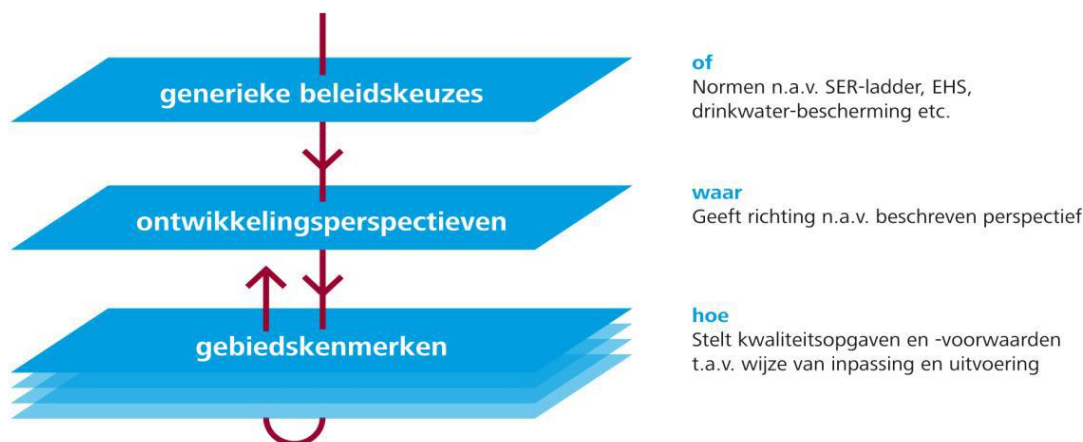 generieke beleidskeuzes
of
Normen n.a.v. SER-ladder, EHS,
drinkwater-bescherming etc.
ontwikkelingsperspectieven
waar
Geeft richting n.a.v. beschreven perspectief
gebiedskenmerken
hoe
Stelt kwaliteitsopgaven en -voorwaarden
t.a.v. wijze van inpassing en uitvoering